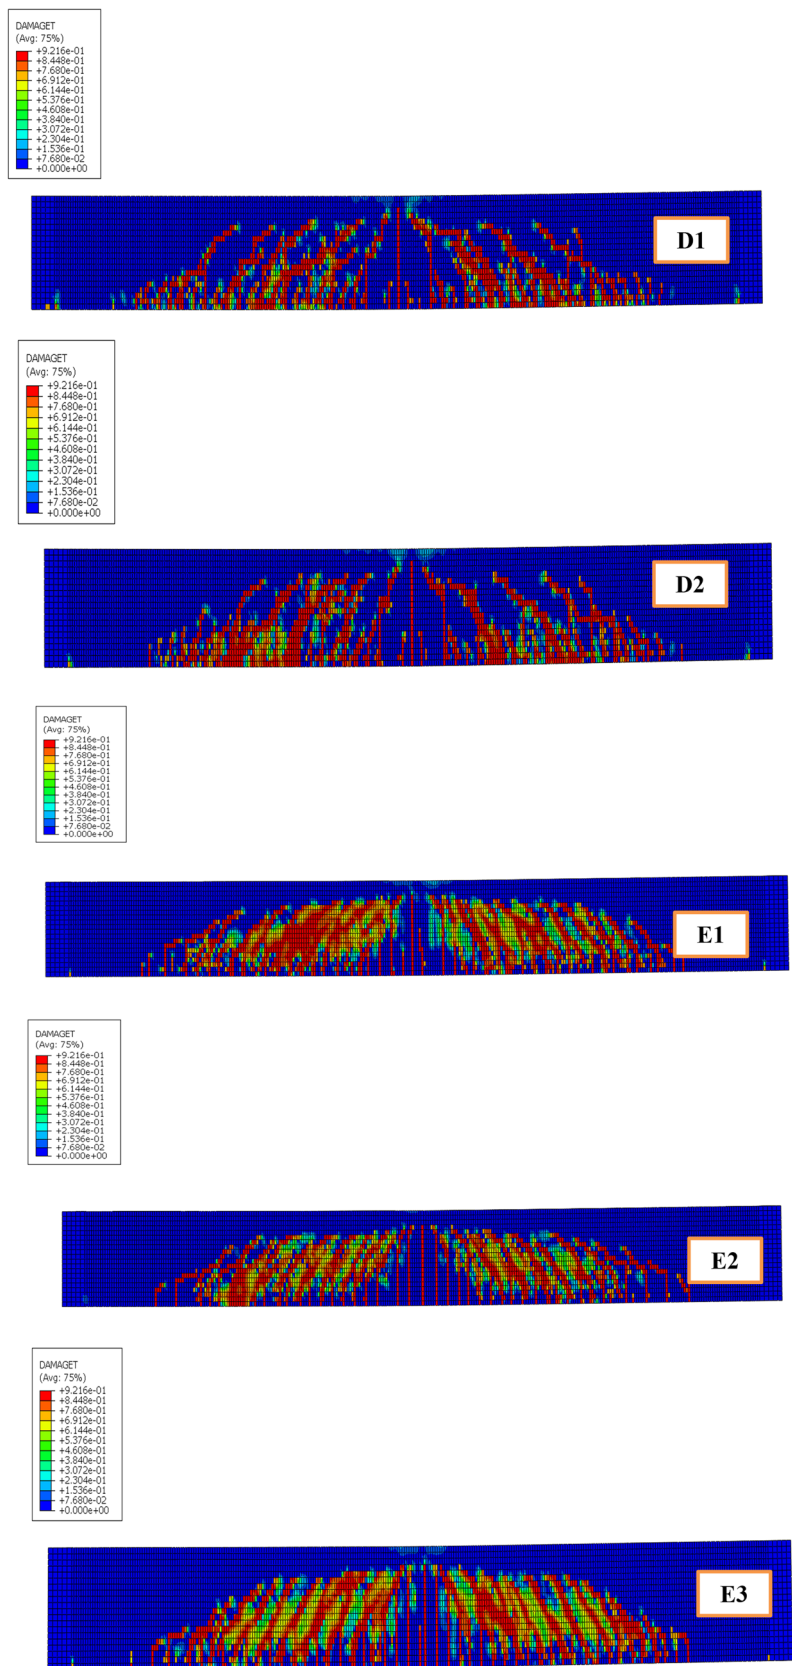 DAMAGET
(Avg: 75%)
+9.216e-01
+8.448e-01
+7.680e-01
+6.912e-01
+6.144e-01
+5.376e-01
+4.608e-01
+3.840e-01
+3.072e-01
+2.304e-01
+1.536e-01
+7.680e-02
+0.000e+00
D1
DAMAGET
(Avg: 75%)
+9.216e-01
+8.448e-01
+7.680e-01
+6.912e-01
+6.144e-01
+5.376e-01
+4.608e-01
+3.840e-01
+3.072e-01
+2.304e-01
+1.536e-01
+7.680e-02
+0.000e+00
D2
DAMAGET
(Avg: 75%)
+9.216e-01
+8.448e-01
+7.680e-01
+6.912e-01
+6.144e-01
+5.376e-01
+4.608e-01
+3.840e-01
+3.072e-01
+2.304e-01
+1.536e-01
+7.680e-02
+0.000e+00
E1
DAMAGET
(Avg: 75%)
+9.216e-01
+8.448e-01
+7.680e-01
+6.912e-01
+6.144e-01
+5.376e-01
+4.608e-01
+3.840e-01
+3.072e-01
+2.304e-01
+1.536e-01
+7.680e-02
+0.000e+00
E2
DAMAGET
(Avg: 75%)
+9.216e-01
+8.448e-01
+7.680e-01
+6.912e-01
+6.144e-01
+5.376e-01
+4.608e-01
+3.840e-01
+3.072e-01
+2.304e-01
+1.536e-01
+7.680e-02
+0.000e+00
E3